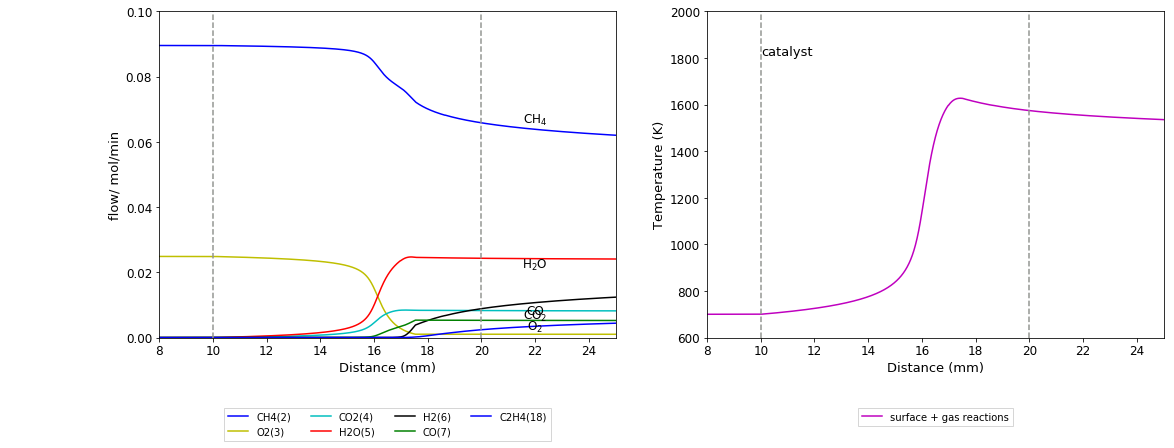 0.10
0.08
0.06
0.04
0.02
0.00
flow/ mol/min
CH₄
H₂O
CO
CO₂
O₂
8 10 12 14 16 18 20 22 24
Distance (mm)
CH4(2) CO2(4) H2(6) C2H4(18)
O2(3) H2O(5) CO(7)
2000
1800
1600
1400
1200
1000
800
600
Temperature (K)
catalyst
8 10 12 14 16 18 20 22 24
Distance (mm)
surface + gas reactions